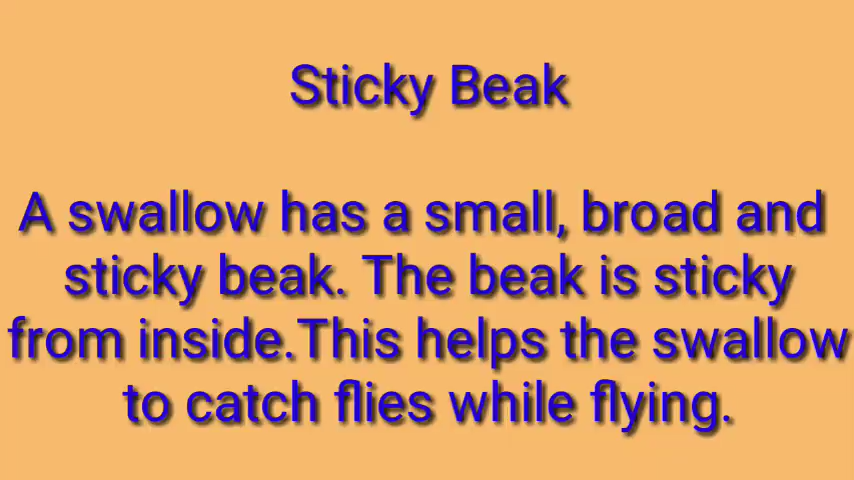 Sticky Beak
A swallow has a small, broad and
sticky beak. The beak is sticky
from inside.This helps the swallow
to catch flies while flying.